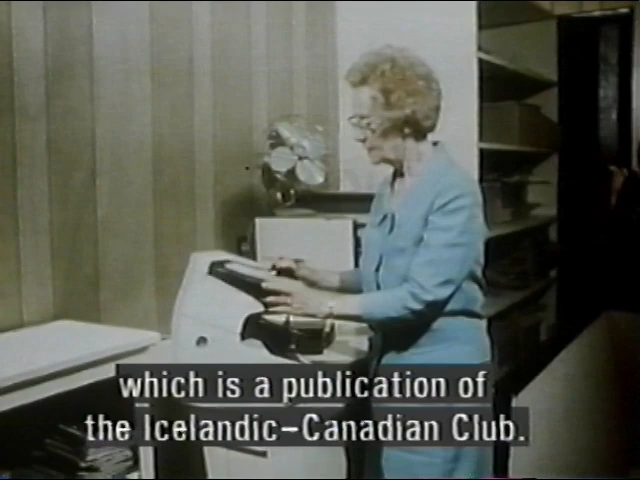 which is a publication of
the Icelandic-Canadian Club.